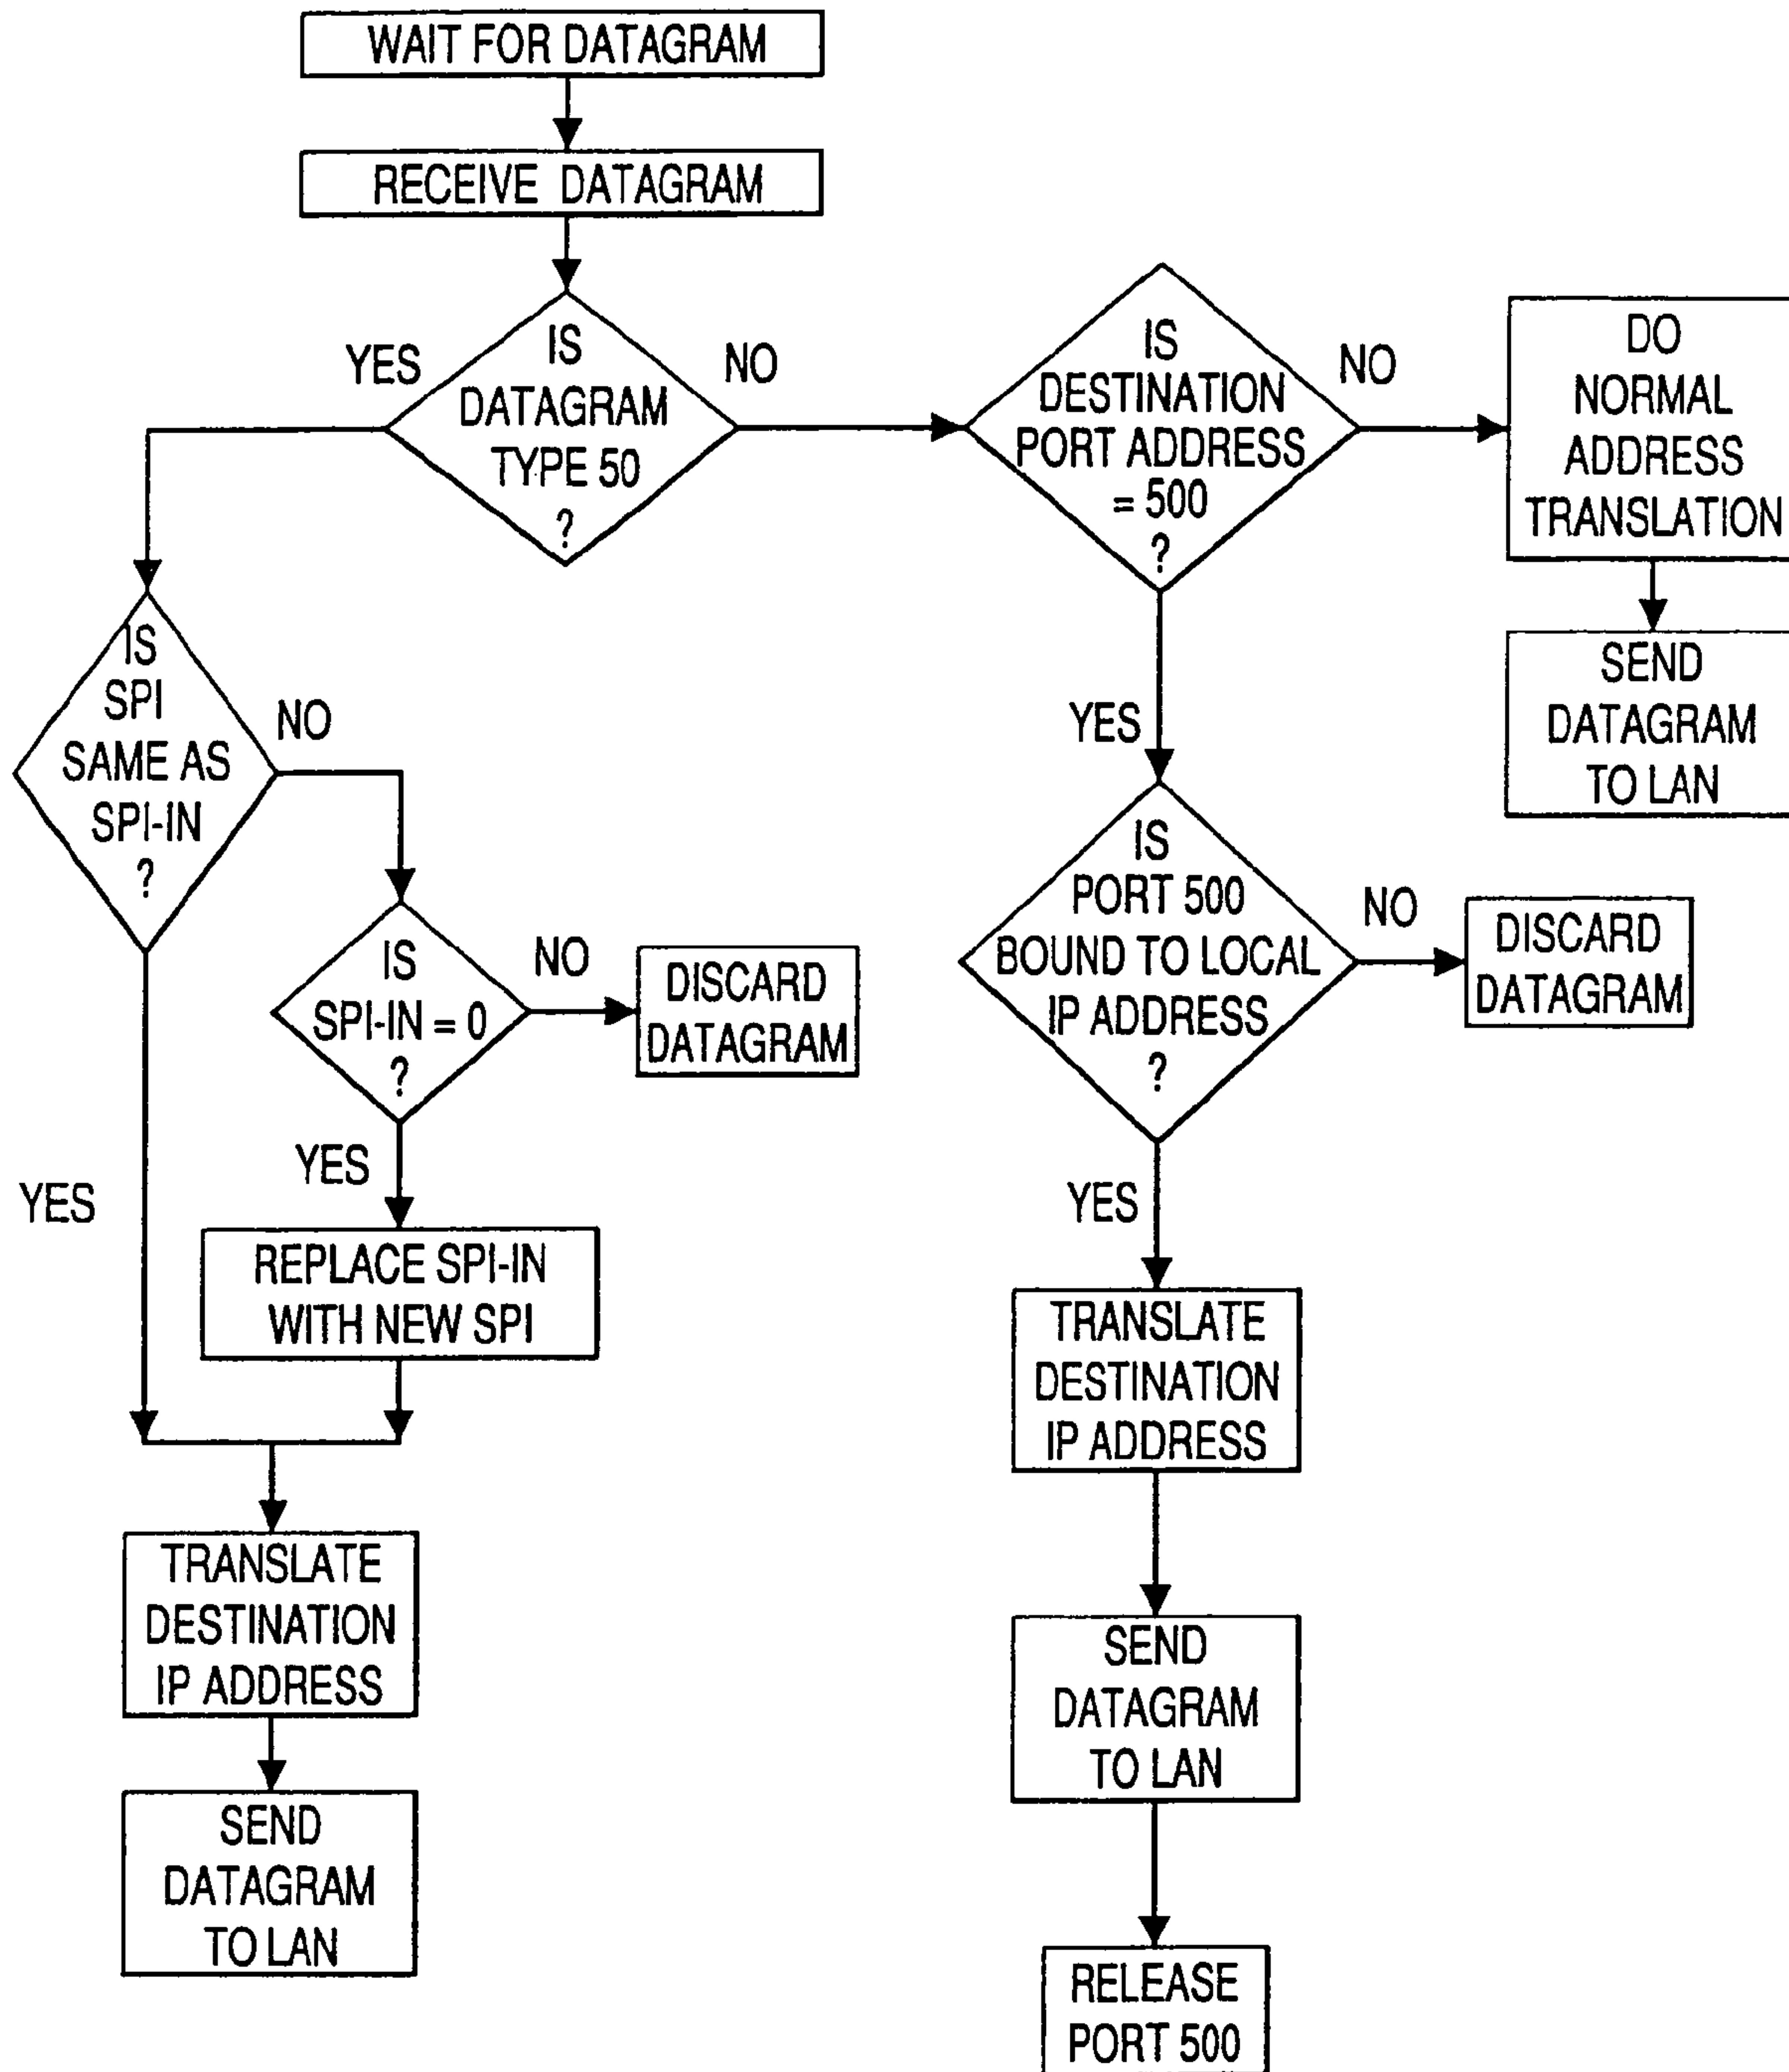 WAIT FOR DATAGRAM
RECEIVE DATAGRAM
IS
DATAGRAM
TYPE 50
?
YES
NO
IS
DESTINATION
PORT ADDRESS
= 500
?
NO
DO
NORMAL
ADDRESS
TRANSLATION
SEND
DATAGRAM
TO LAN
IS
SPI
SAME AS
SPI-IN
?
NO
YES
IS
SPI-IN = 0
?
NO
DISCARD
DATAGRAM
YES
REPLACE SPI-IN
WITH NEW SPI
TRANSLATE
DESTINATION
IP ADDRESS
SEND
DATAGRAM
TO LAN
YES
IS
PORT 500
BOUND TO LOCAL
IP ADDRESS
?
NO
DISCARD
DATAGRAM
YES
TRANSLATE
DESTINATION
IP ADDRESS
SEND
DATAGRAM
TO LAN
RELEASE
PORT 500